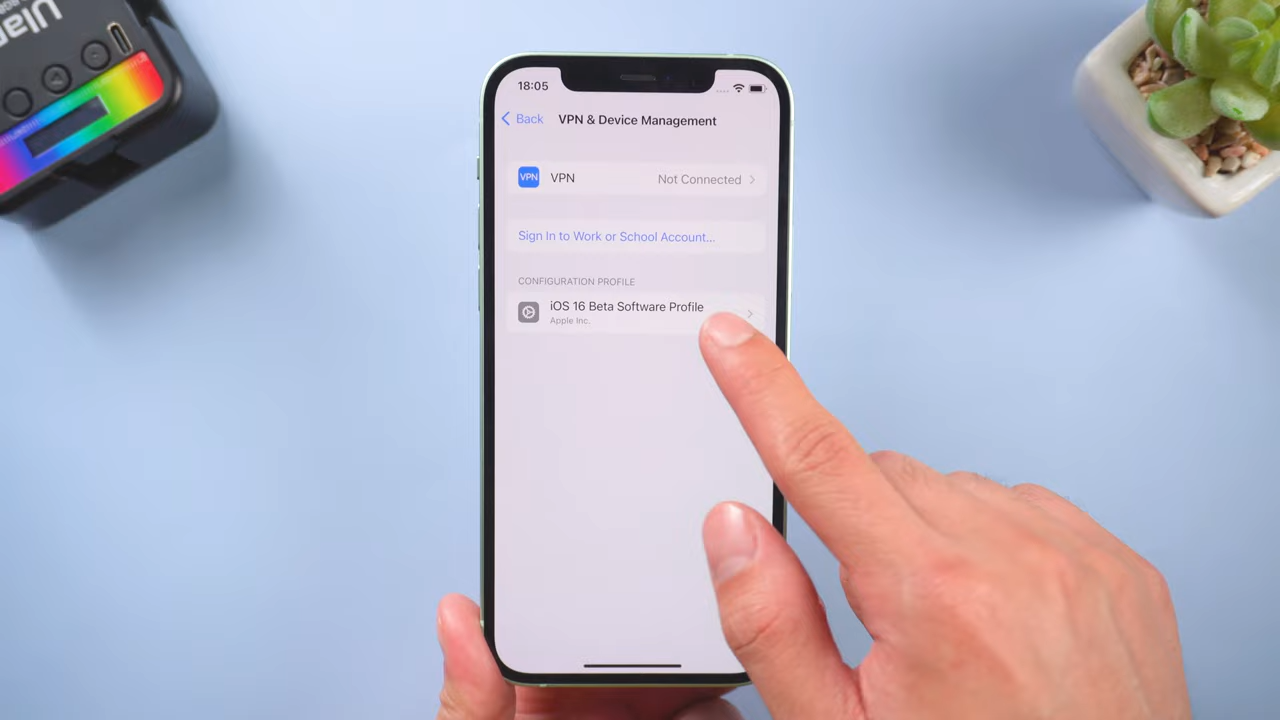 Ulan
18:05
Back
VPN & Device Management
VPN
VPN
Not Connected
Sign In to Work or School Account...
CONFIGURATION PROFILE
iOS 16 Beta Software Profile
Apple Inc.